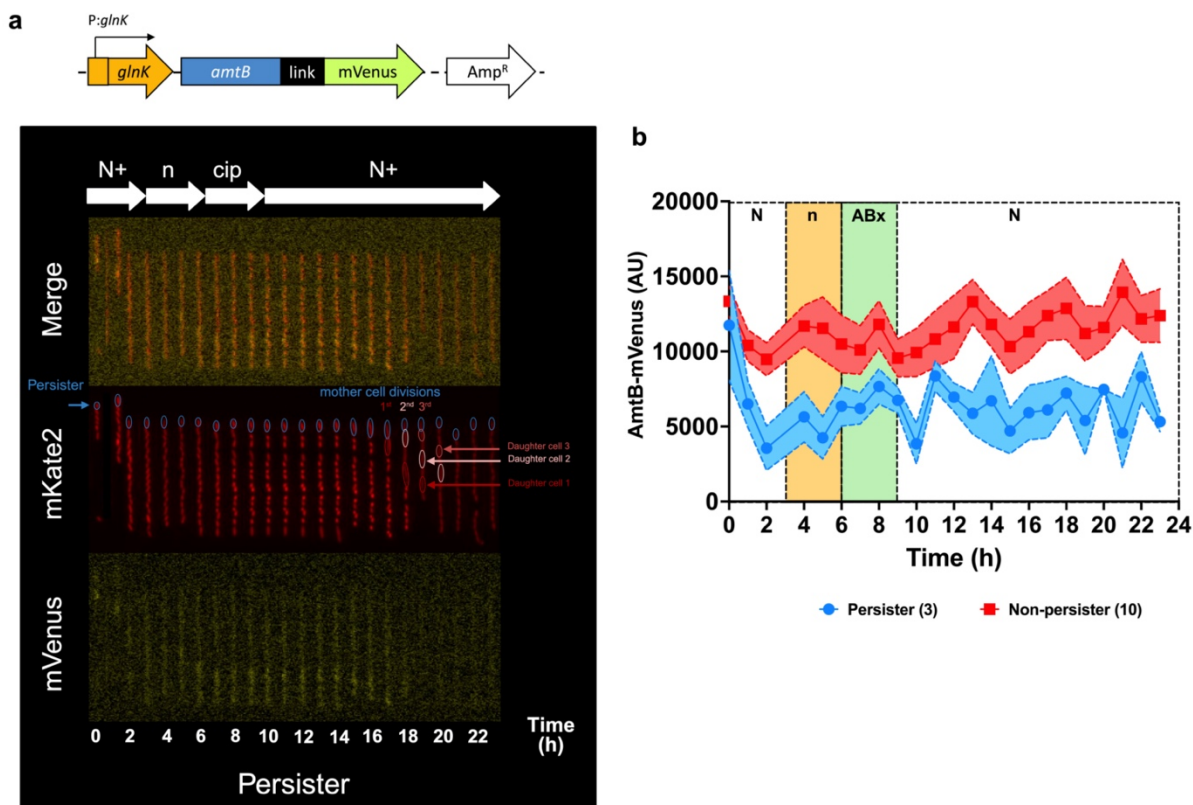 a
P:glnK
glnK amtB link mVenus Amp^R
N+ n cip N+
Merge
Persister
mother cell divisions
1st 2nd 3rd
Daughter cell 3
Daughter cell 2
Daughter cell 1
mKate2
mVenus
0 2 4 6 8 10 12 14 16 18 20 22
Time
(h)
Persister
b
AmtB-mVenus (AU)
20000
15000
10000
5000
0
N n ABx N
0 2 4 6 8 10 12 14 16 18 20 22 24
Time (h)
Persister (3) Non-persister (10)